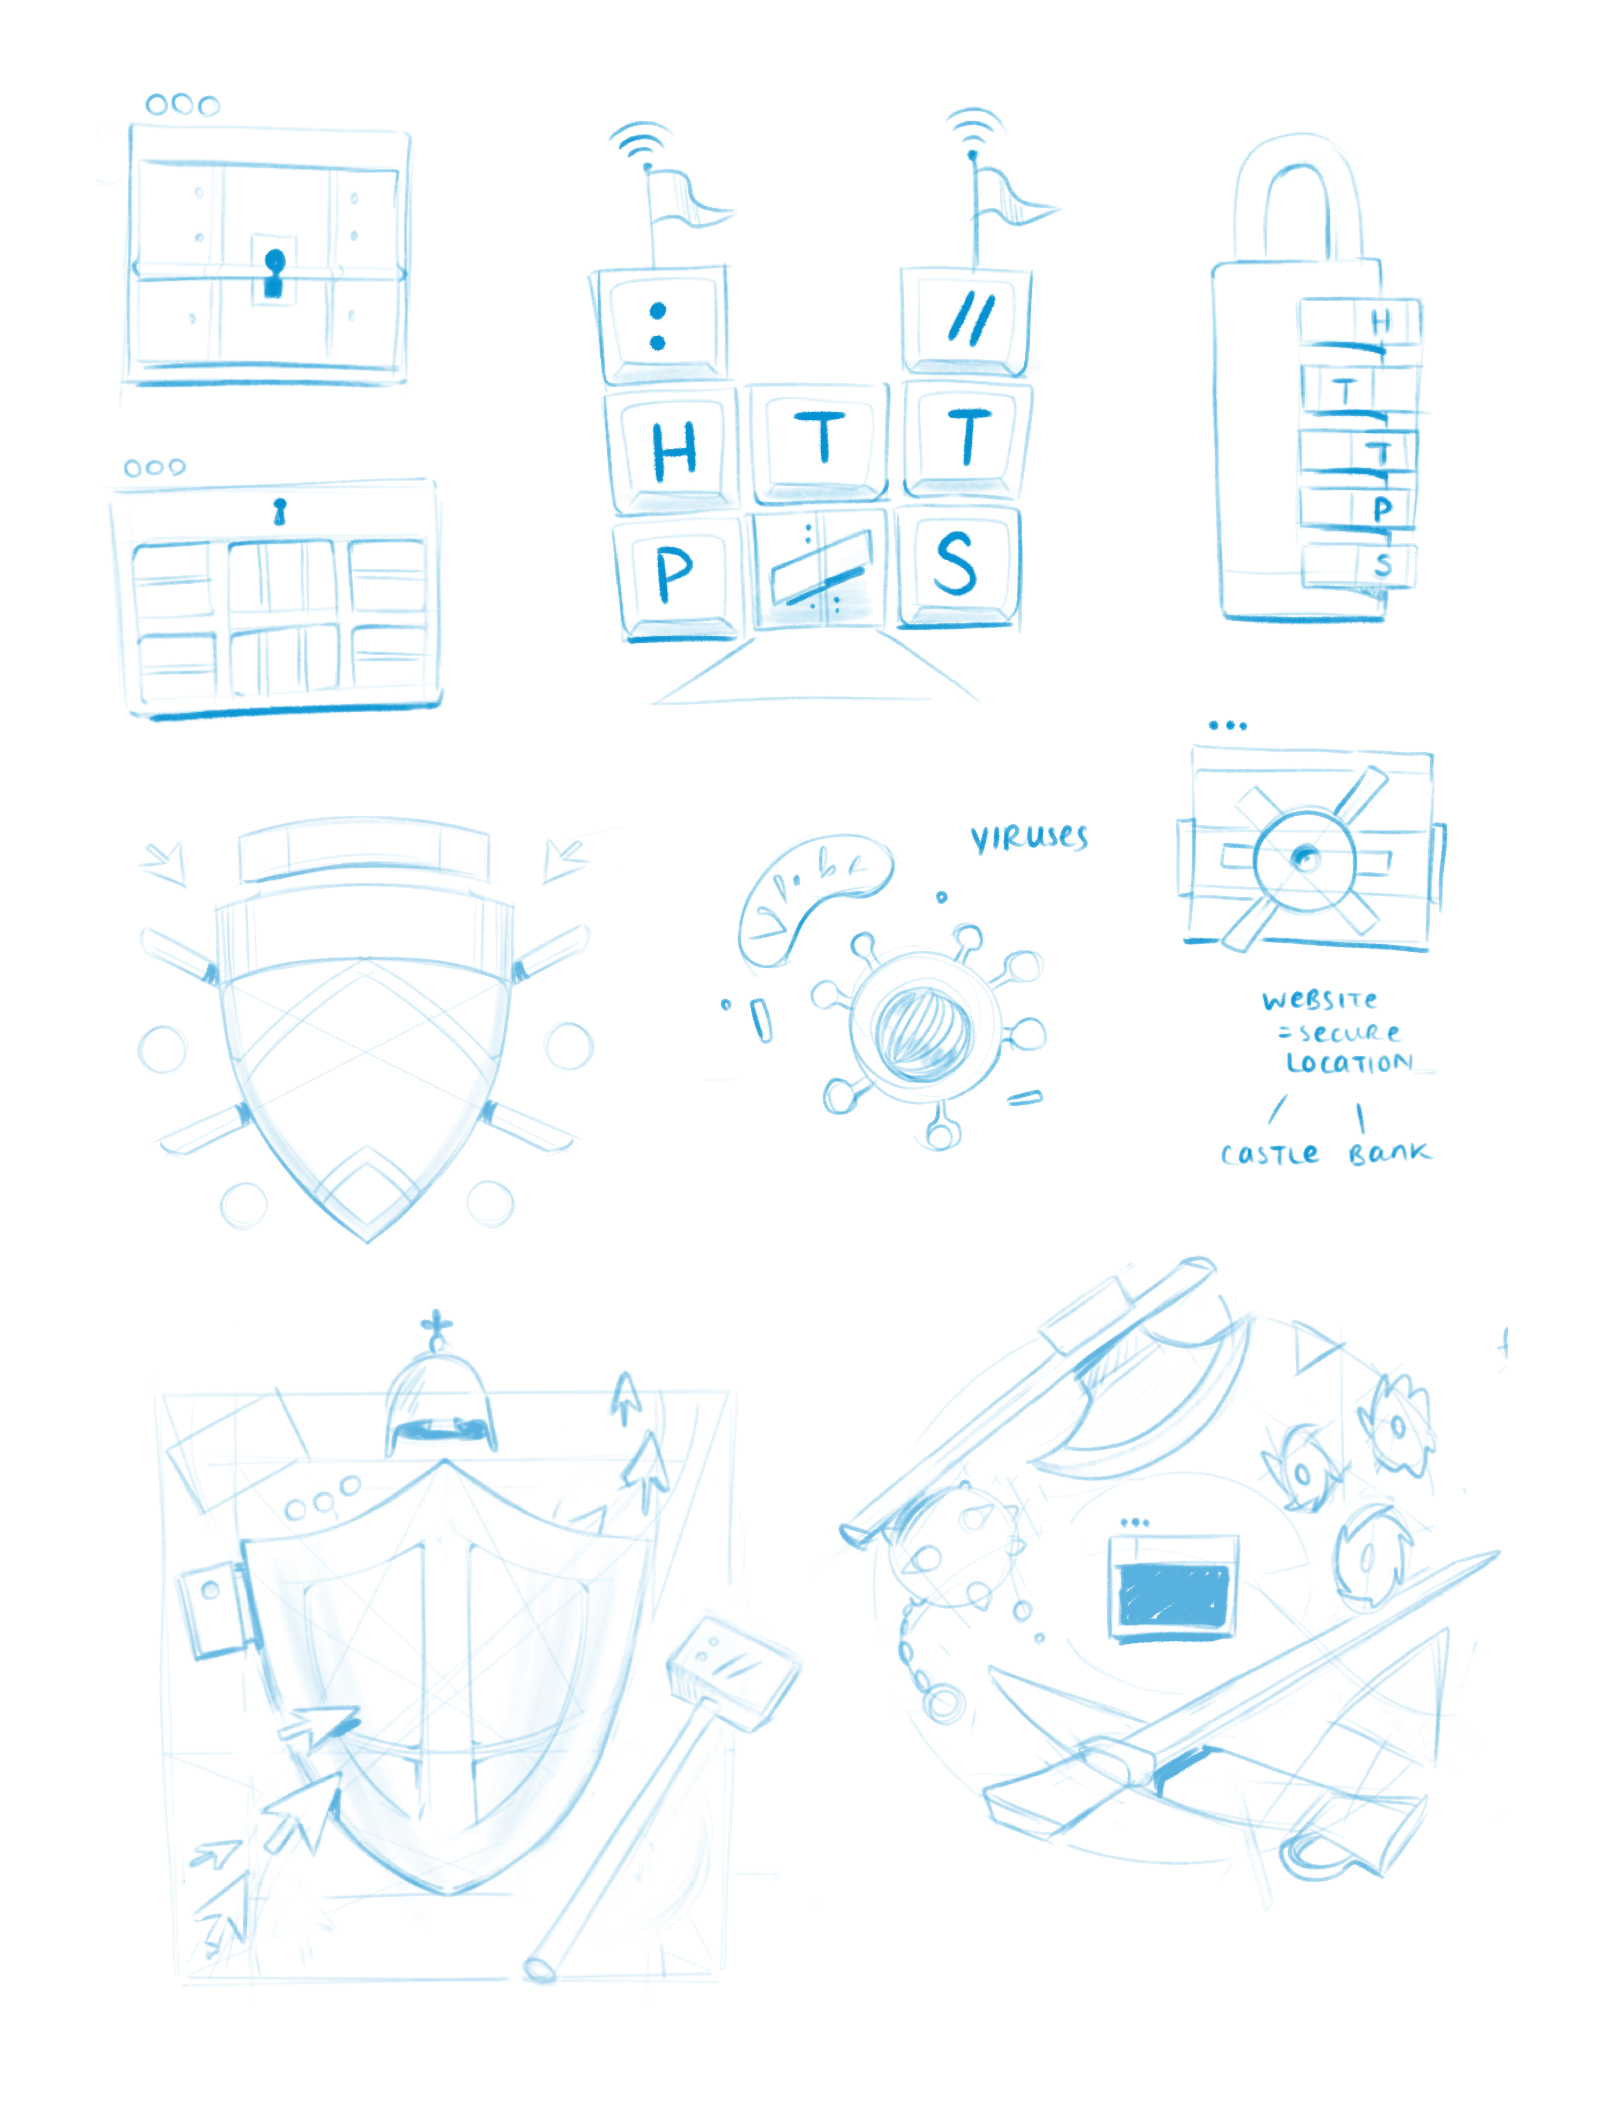 : //
H T T
P S
H
T
T
P
S
VIRUSES
WEBSITE
= SECURE
LOCATION
CASTLE BANK